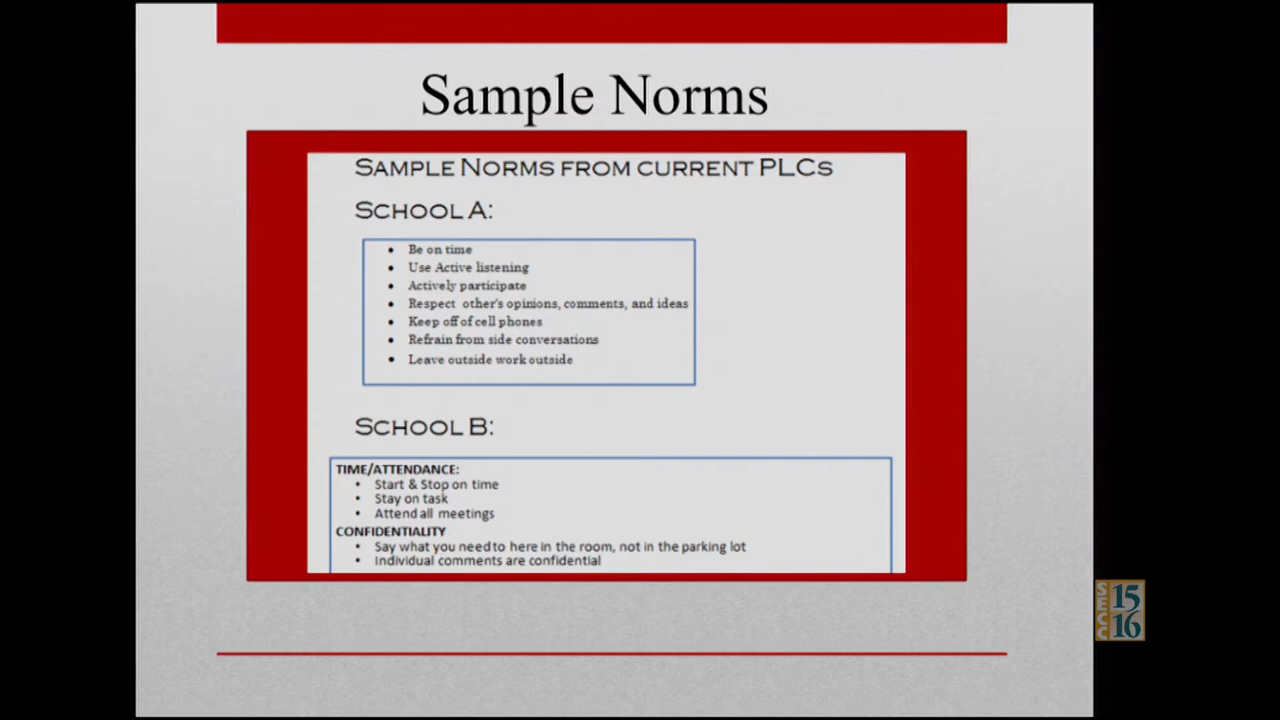 Sample Norms
SAMPLE NORMS FROM CURRENT PLCS
SCHOOL A:
• Be on time
• Use Active listening
• Actively participate
• Respect other's opinions, comments, and ideas
• Keep off of cell phones
• Refrain from side conversations
• Leave outside work outside
SCHOOL B:
TIME/ATTENDANCE:
• Start & Stop on time
• Stay on task
• Attend all meetings
CONFIDENTIALITY
• Say what you need to here in the room, not in the parking lot
• Individual comments are confidential
15
16